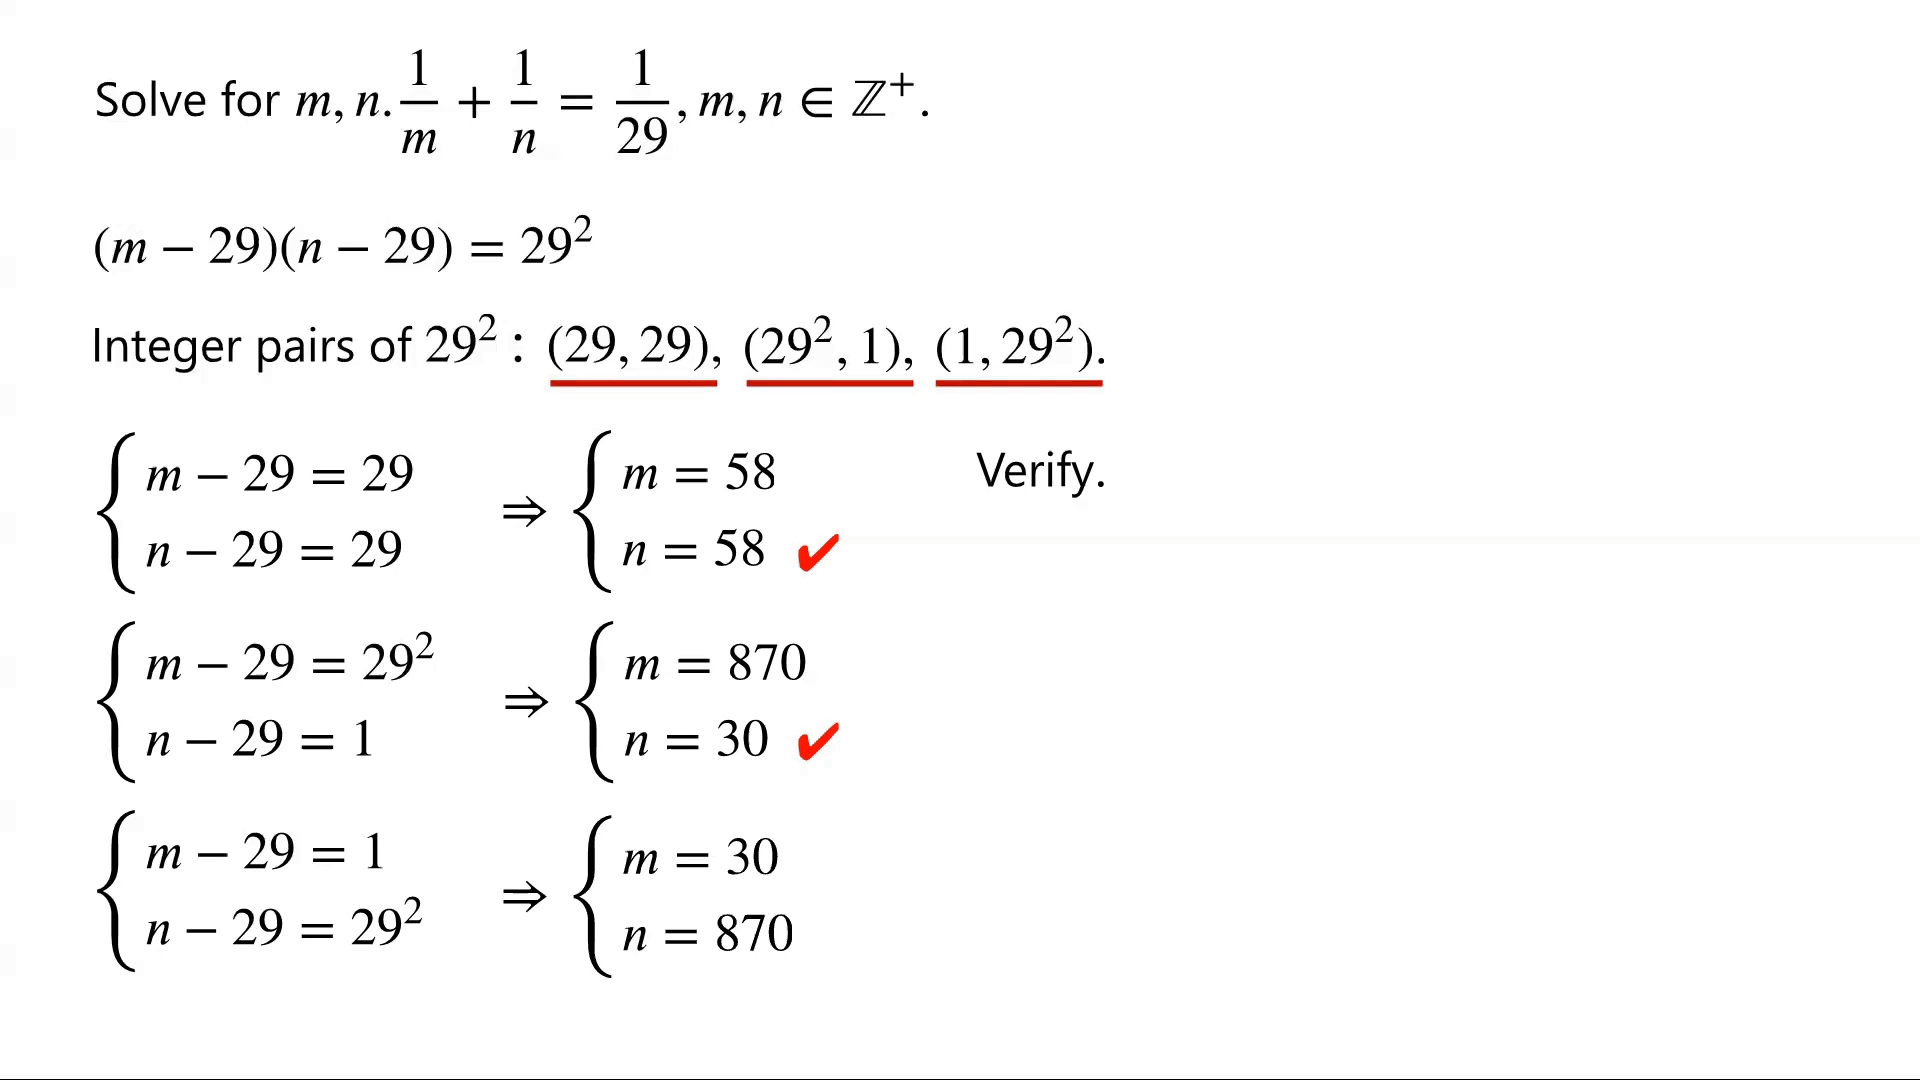 Solve for m, n. 1/m + 1/n = 1/29, m, n ∈ ℤ⁺.
(m − 29)(n − 29) = 29²
Integer pairs of 29² : (29, 29), (29², 1), (1, 29²).
{ m − 29 = 29 ⇒ { m = 58 Verify.
n − 29 = 29 n = 58 ✔
{ m − 29 = 29² ⇒ { m = 870
n − 29 = 1 n = 30 ✔
{ m − 29 = 1 ⇒ { m = 30
n − 29 = 29² n = 870